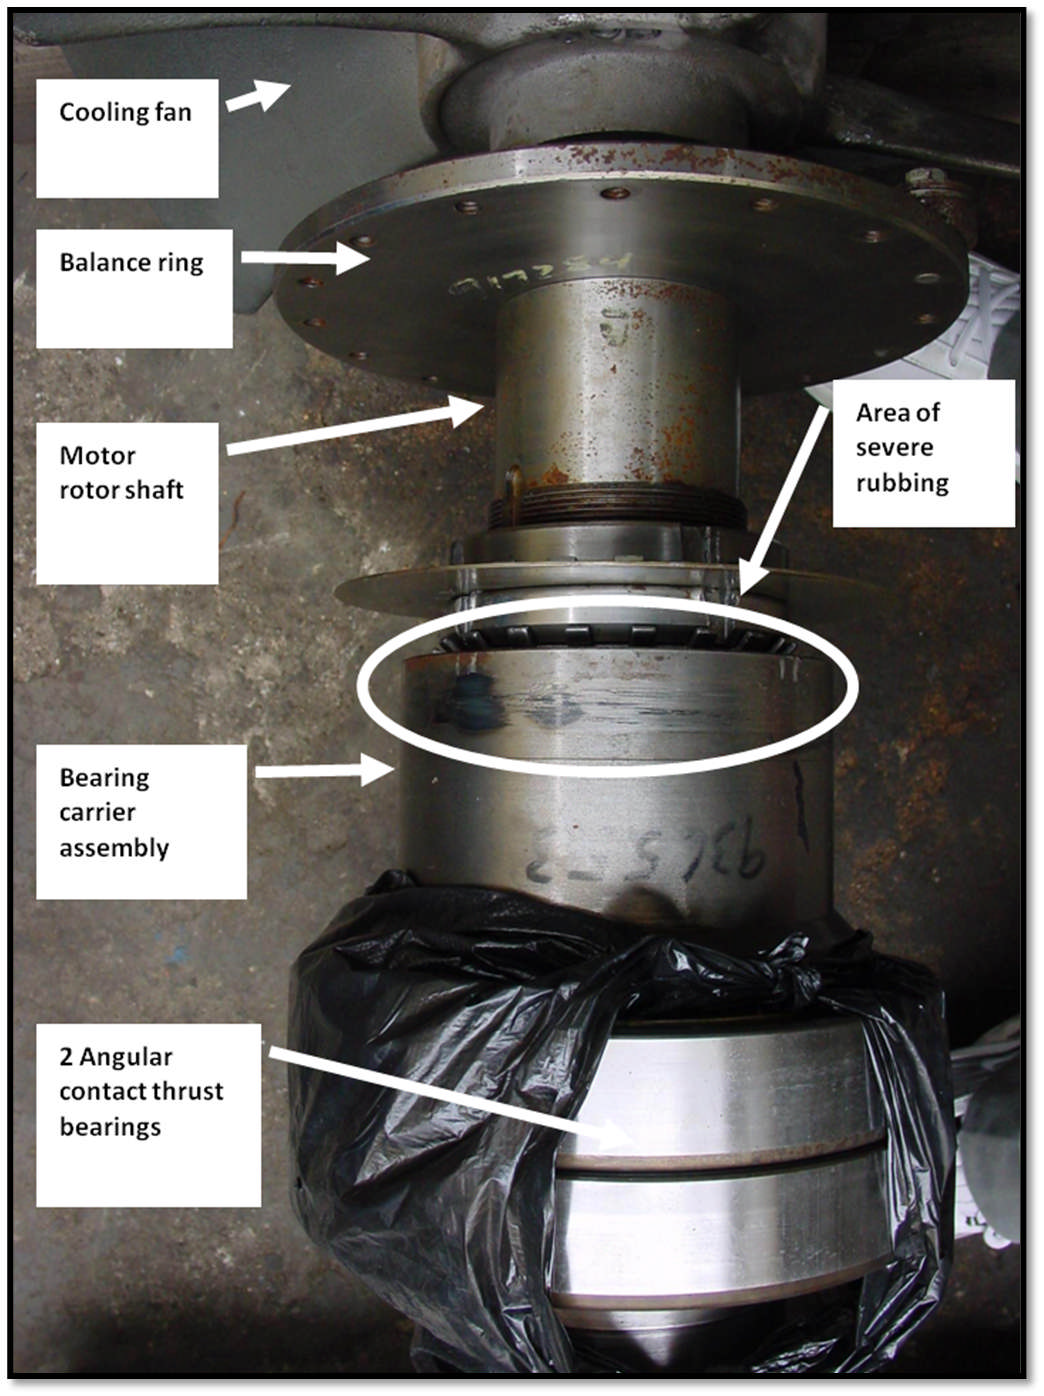 Cooling fan
Balance ring
Motor
rotor shaft
Area of
severe
rubbing
Bearing
carrier
assembly
2 Angular
contact thrust
bearings